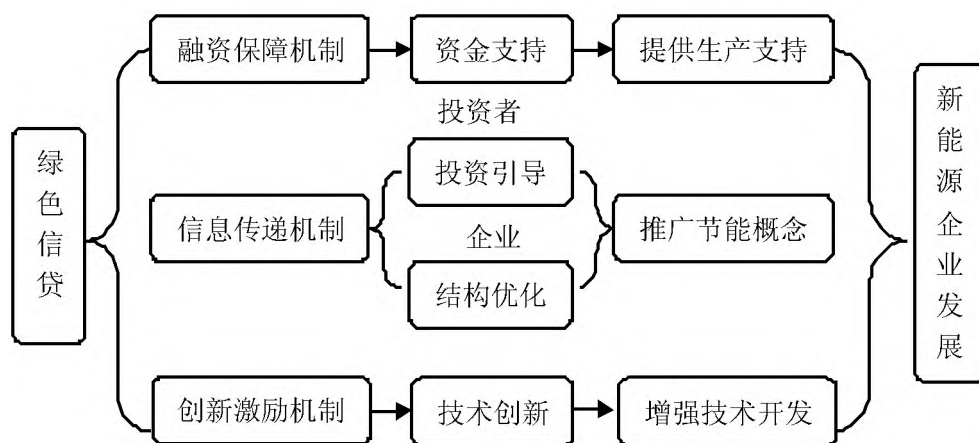 绿色信贷
融资保障机制
资金支持
提供生产支持
投资者
投资引导
信息传递机制
企业
推广节能概念
结构优化
创新激励机制
技术创新
增强技术开发
新能源企业发展